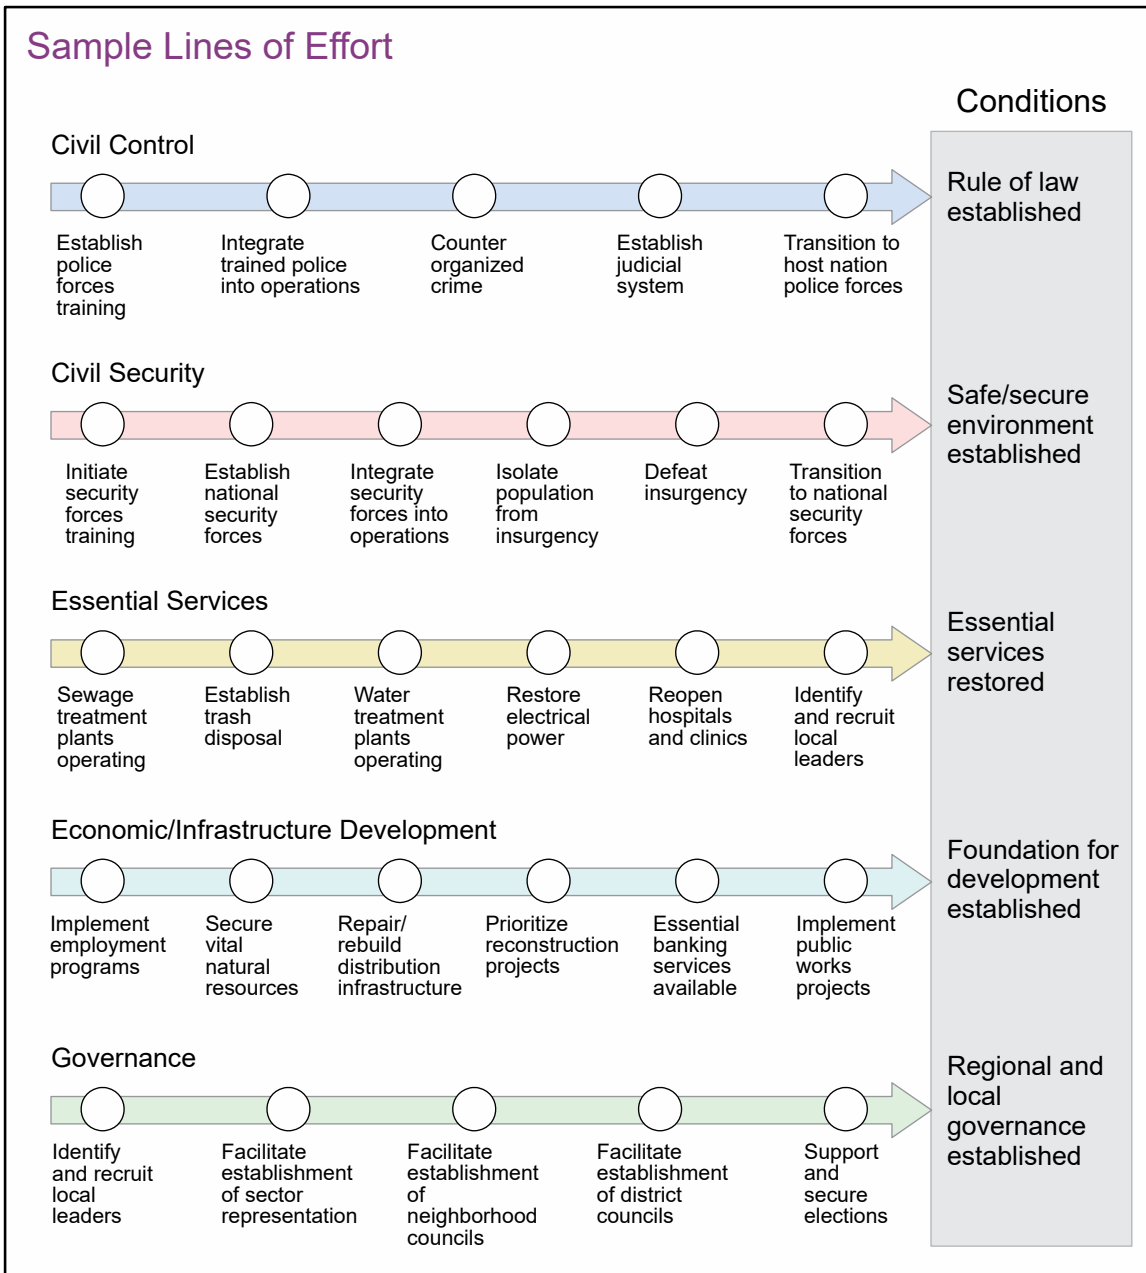 Sample Lines of Effort
Conditions
Civil Control
Establish
police
forces
training
Integrate
trained police
into operations
Counter
organized
crime
Establish
judicial
system
Transition to
host nation
police forces
Rule of law
established
Civil Security
Initiate
security
forces
training
Establish
national
security
forces
Integrate
security
forces into
operations
Isolate
population
from
insurgency
Defeat
insurgency
Transition
to national
security
forces
Safe/secure
environment
established
Essential Services
Sewage
treatment
plants
operating
Establish
trash
disposal
Water
treatment
plants
operating
Restore
electrical
power
Reopen
hospitals
and clinics
Identify
and recruit
local
leaders
Essential
services
restored
Economic/Infrastructure Development
Implement
employment
programs
Secure
vital
natural
resources
Repair/
rebuild
distribution
infrastructure
Prioritize
reconstruction
projects
Essential
banking
services
available
Implement
public
works
projects
Foundation for
development
established
Governance
Identify
and recruit
local
leaders
Facilitate
establishment
of sector
representation
Facilitate
establishment
of
neighborhood
councils
Facilitate
establishment
of district
councils
Support
and
secure
elections
Regional and
local
governance
established